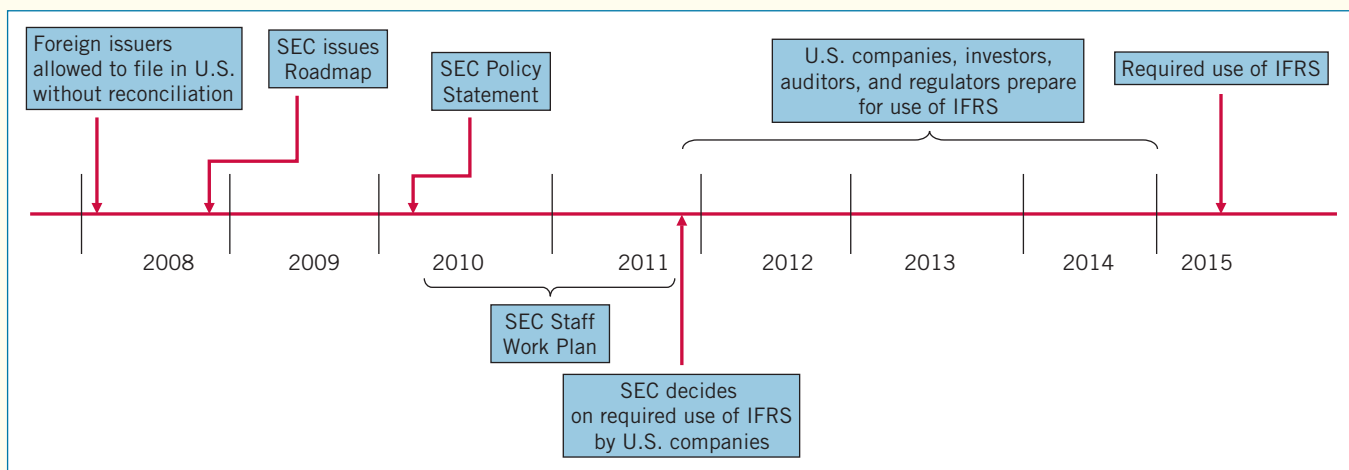 Foreign issuers
allowed to file in U.S.
without reconciliation
SEC issues
Roadmap
SEC Policy
Statement
U.S. companies, investors,
auditors, and regulators prepare
for use of IFRS
Required use of IFRS
2008
2009
2010
2011
2012
2013
2014
2015
SEC Staff
Work Plan
SEC decides
on required use of IFRS
by U.S. companies